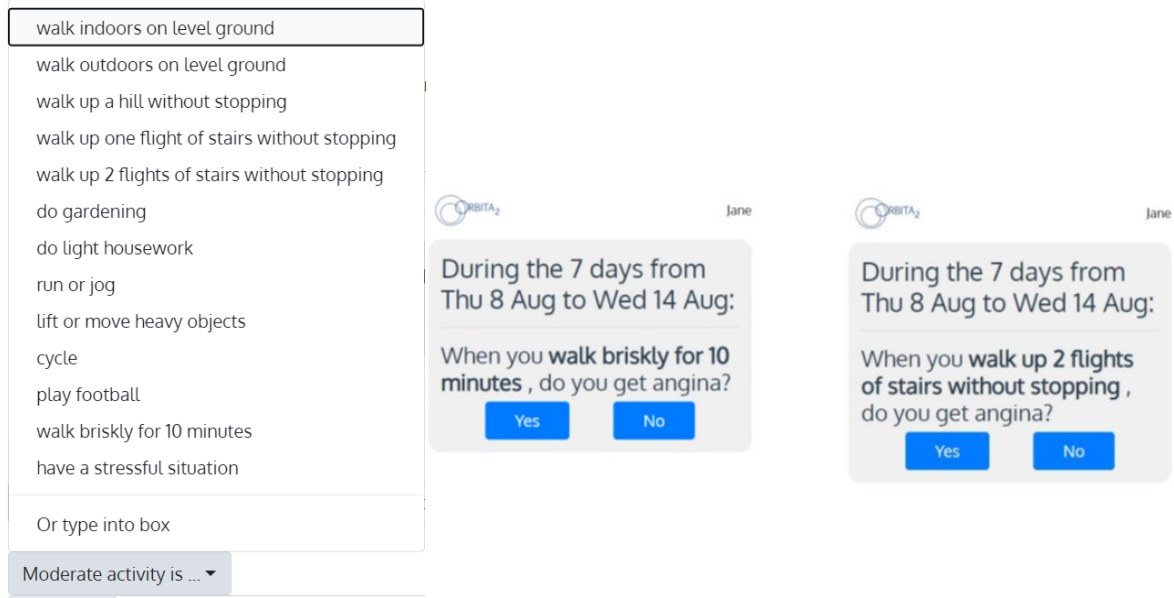 walk indoors on level ground
walk outdoors on level ground
walk up a hill without stopping
walk up one flight of stairs without stopping
walk up 2 flights of stairs without stopping
do gardening
do light housework
run or jog
lift or move heavy objects
cycle
play football
walk briskly for 10 minutes
have a stressful situation
Or type into box
Moderate activity is ...
ORBITA2
Jane
During the 7 days from
Thu 8 Aug to Wed 14 Aug:
When you walk briskly for 10
minutes , do you get angina?
Yes
No
ORBITA2
Jane
During the 7 days from
Thu 8 Aug to Wed 14 Aug:
When you walk up 2 flights
of stairs without stopping ,
do you get angina?
Yes
No